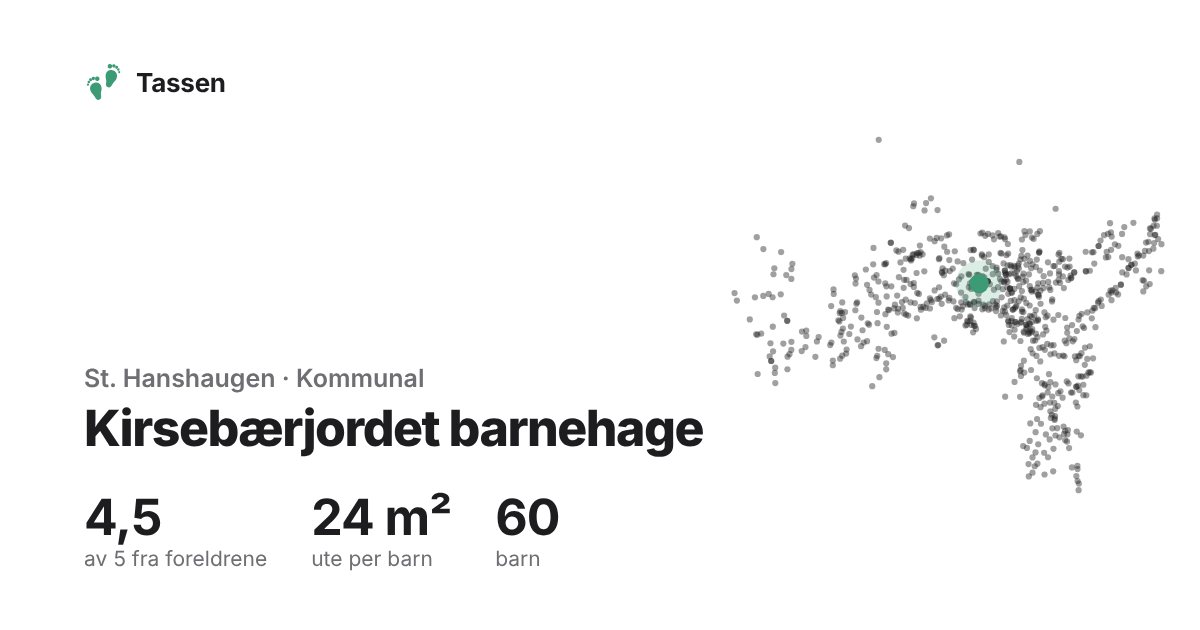 Tassen
St. Hanshaugen · Kommunal
Kirsebærjordet barnehage
4,5 24 m² 60
av 5 fra foreldrene ute per barn barn